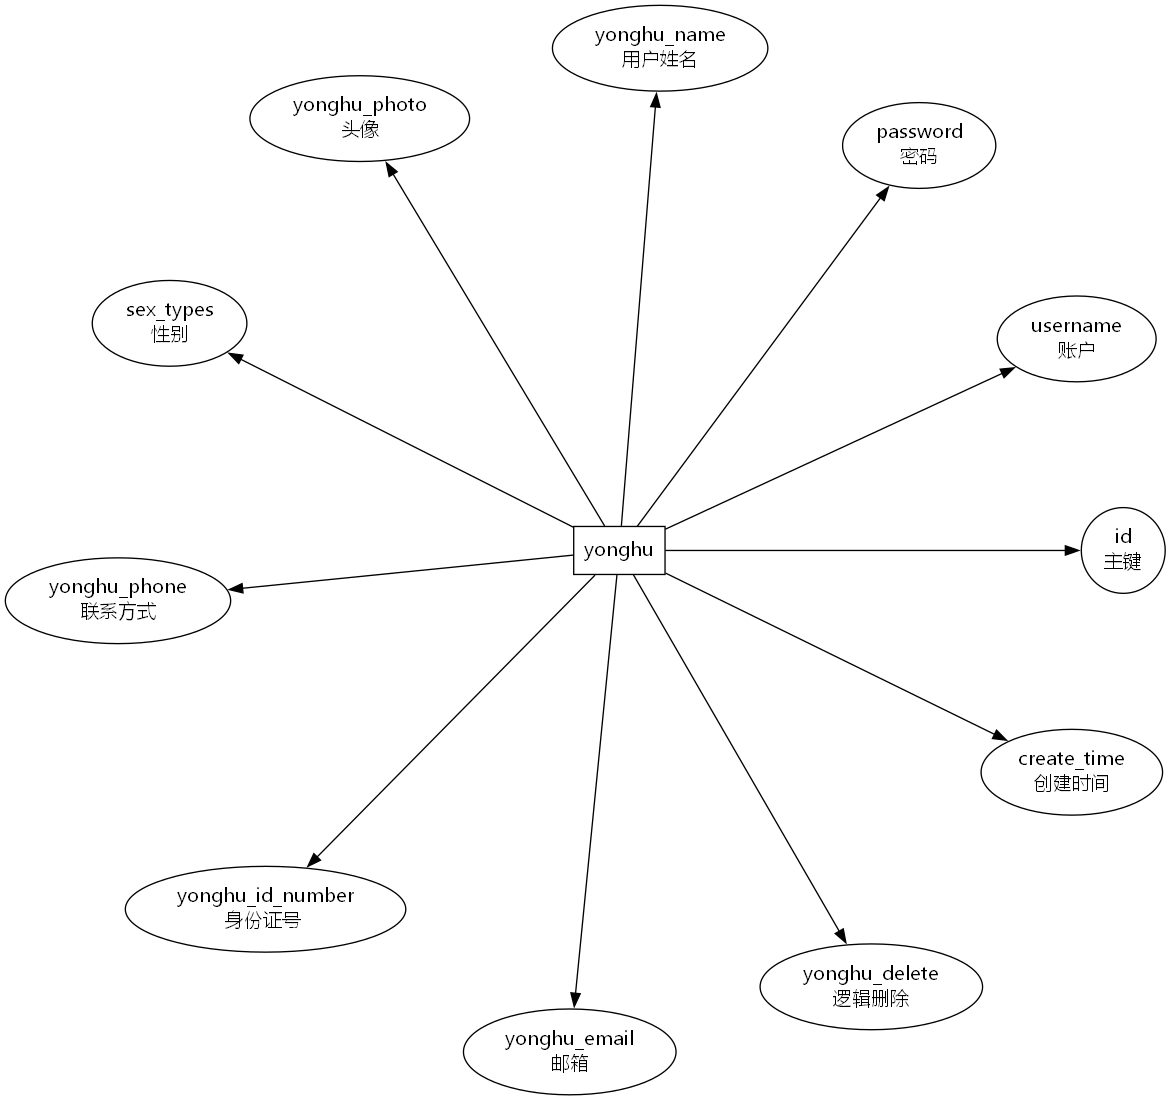 yonghu_name
用户姓名
yonghu_photo
头像
password
密码
sex_types
性别
username
账户
yonghu
id
主键
yonghu_phone
联系方式
create_time
创建时间
yonghu_id_number
身份证号
yonghu_delete
逻辑删除
yonghu_email
邮箱